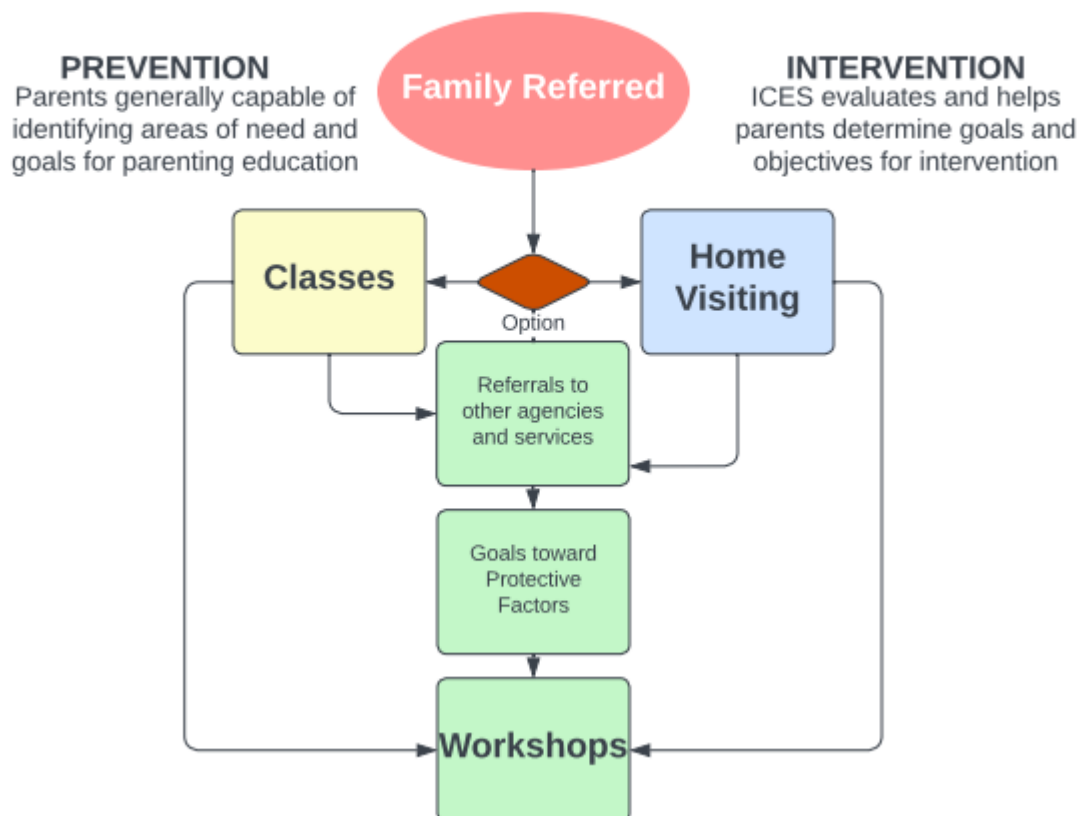 Family Referred
PREVENTION
Parents generally capable of
identifying areas of need and
goals for parenting education
INTERVENTION
ICES evaluates and helps
parents determine goals and
objectives for intervention
Classes
Home
Visiting
Option
Referrals to
other agencies
and services
Goals toward
Protective
Factors
Workshops